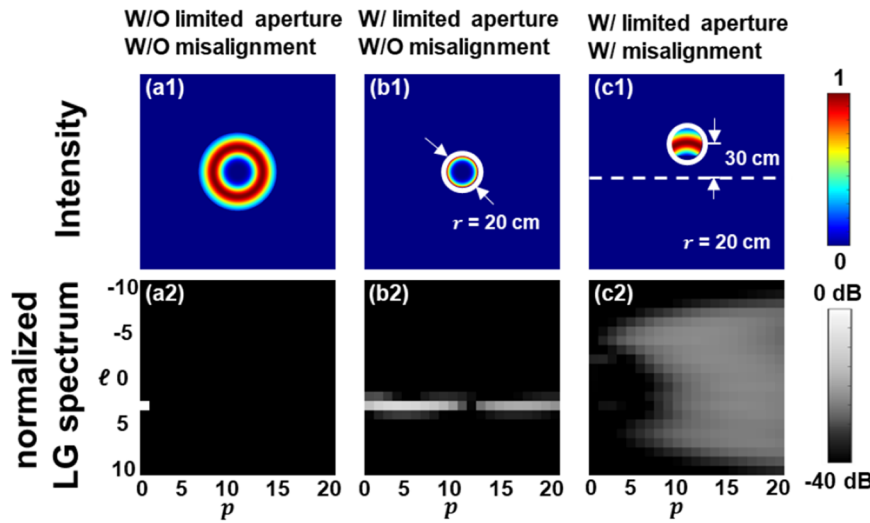 W/O limited aperture
W/O misalignment
W/ limited aperture
W/O misalignment
W/ limited aperture
W/ misalignment
Intensity
(a1)
(b1)
r = 20 cm
(c1)
30 cm
r = 20 cm
1
0
normalized
LG spectrum
(a2)
(b2)
(c2)
-10
-5
ℓ 0
5
10
0 5 10 15 20
p
0 5 10 15 20
p
0 5 10 15 20
p
0 dB
-40 dB